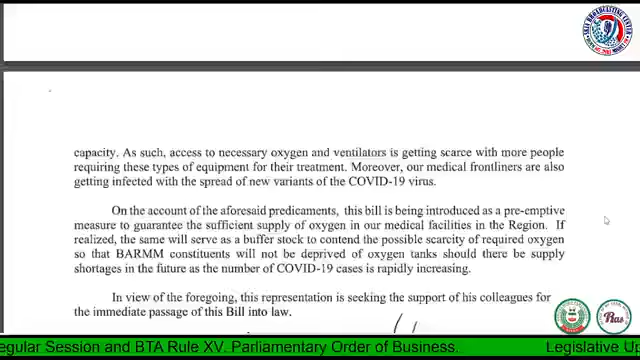 capacity. As such, access to necessary oxygen and ventilators is getting scarce with more people
requiring these types of equipment for their treatment. Moreover, our medical frontliners are also
getting infected with the spread of new variants of the COVID-19 virus.
On the account of the aforesaid predicaments, this bill is being introduced as a pre-emptive
measure to guarantee the sufficient supply of oxygen in our medical facilities in the Region. If
realized, the same will serve as a buffer stock to contend the possible scarcity of required oxygen
so that BARMM constituents will not be deprived of oxygen tanks should there be supply
shortages in the future as the number of COVID-19 cases is rapidly increasing.
In view of the foregoing, this representation is seeking the support of his colleagues for
the immediate passage of this Bill into law.
egular Session and BTA Rule XV. Parliamentary Order of Business.
Legislative Up